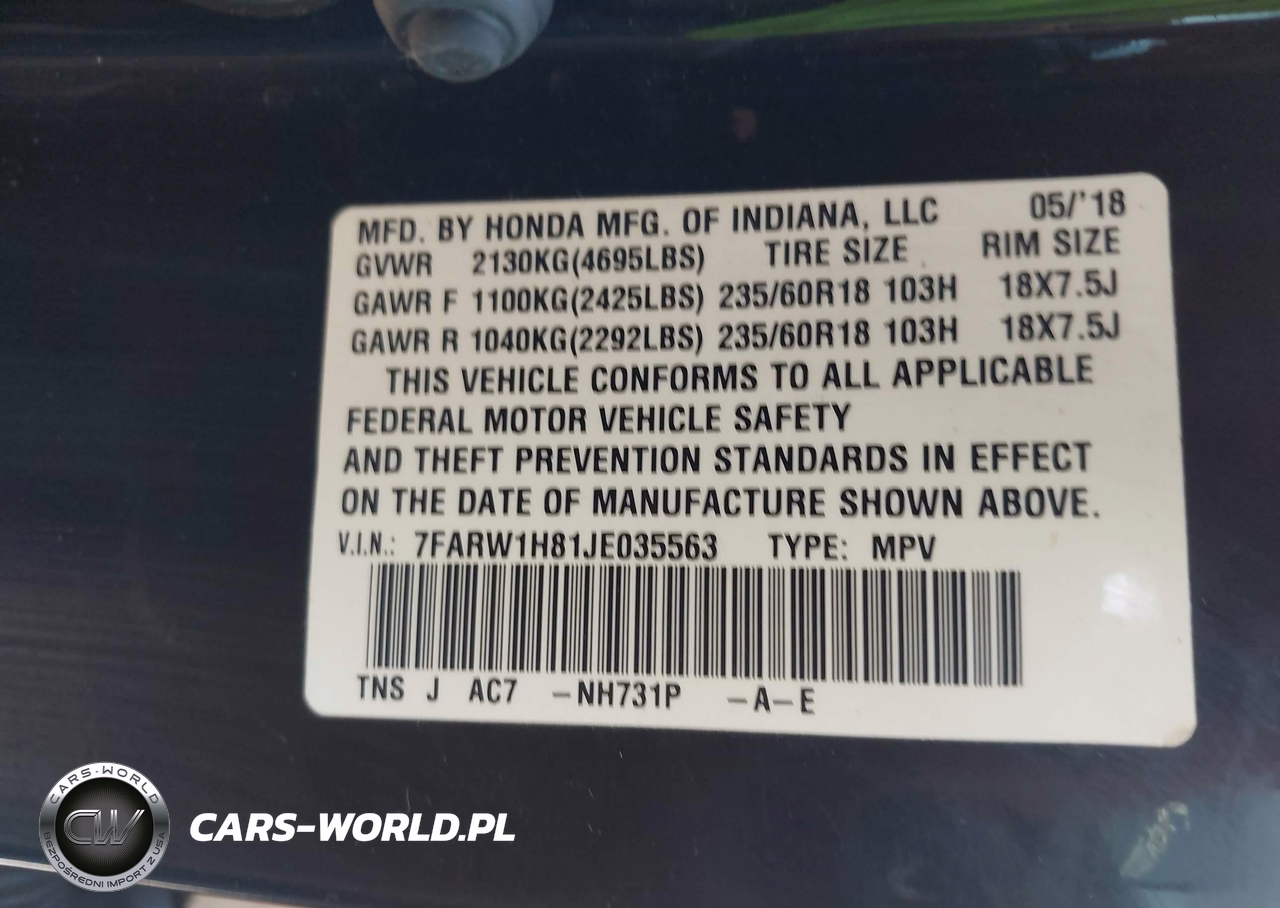 MFD. BY HONDA MFG. OF INDIANA, LLC 05/'18
GVWR 2130KG(4695LBS) TIRE SIZE RIM SIZE
GAWR F 1100KG(2425LBS) 235/60R18 103H 18X7.5J
GAWR R 1040KG(2292LBS) 235/60R18 103H 18X7.5J
THIS VEHICLE CONFORMS TO ALL APPLICABLE
FEDERAL MOTOR VEHICLE SAFETY
AND THEFT PREVENTION STANDARDS IN EFFECT
ON THE DATE OF MANUFACTURE SHOWN ABOVE.
V.I.N.: 7FARW1H81JE035563 TYPE: MPV
TNS J AC7 –NH731P –A–E
CARS-WORLD
CW
BEZPOŚREDNI IMPORT Z USA
CARS-WORLD.PL